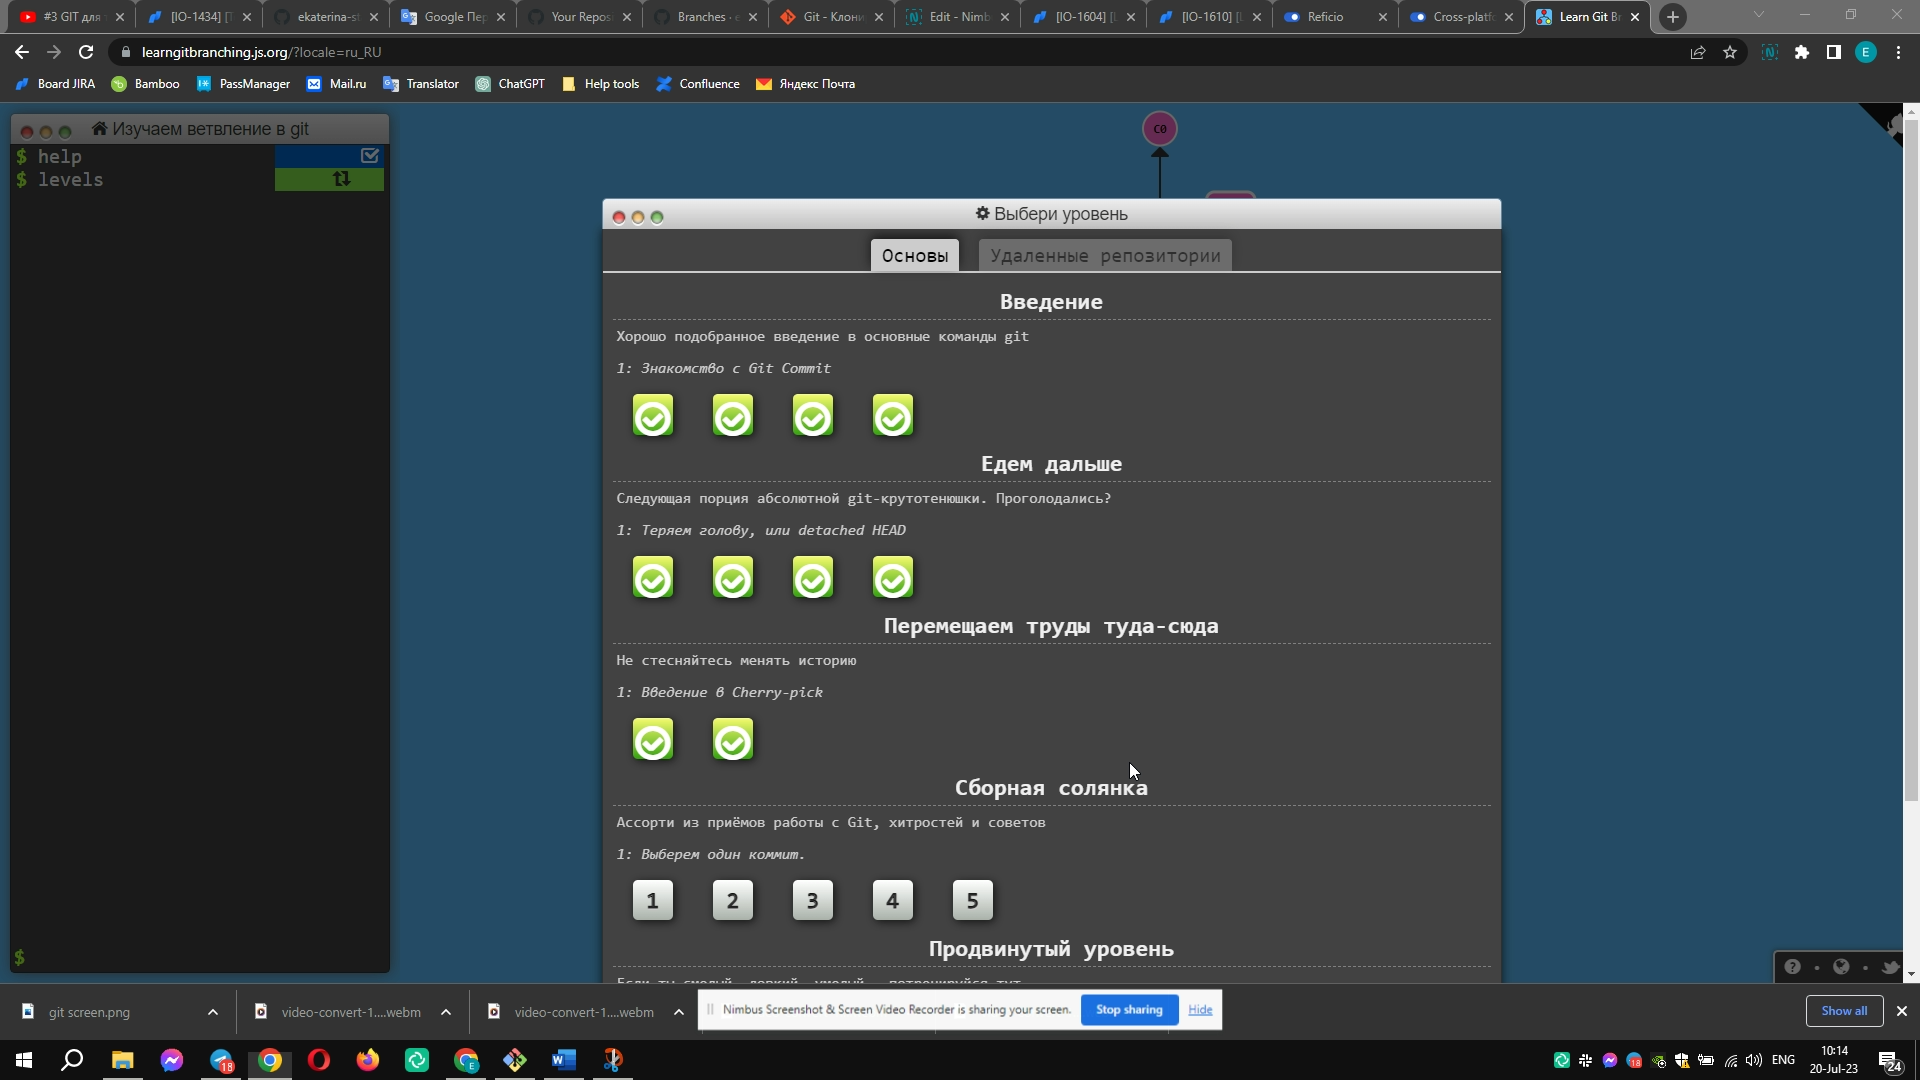 #3 GIT для
[IO-1434] [T
ekaterina-st
Google Пер
Your Reposi
Branches · e
Git - Клони
Edit - Nimb
[IO-1604] [L
[IO-1610] [L
Reficio
Cross-platfo
Learn Git Br
learngitbranching.js.org/?locale=ru_RU
E
Board JIRA
Bamboo
PassManager
Mail.ru
Translator
ChatGPT
Help tools
Confluence
Яндекс Почта
Изучаем ветвление в git
$ help
$ levels
$
C0
Выбери уровень
Основы
Удаленные репозитории
Введение
Хорошо подобранное введение в основные команды git
1: Знакомство с Git Commit
Едем дальше
Следующая порция абсолютной git-крутотенюшки. Проголодались?
1: Теряем голову, или detached HEAD
Перемещаем труды туда-сюда
Не стесняйтесь менять историю
1: Введение в Cherry-pick
Сборная солянка
Ассорти из приёмов работы с Git, хитростей и советов
1: Выберем один коммит.
1 2 3 4 5
Продвинутый уровень
git screen.png
video-convert-1....webm
video-convert-1....webm
Nimbus Screenshot & Screen Video Recorder is sharing your screen.
Stop sharing
Hide
Show all
18
18
ENG
10:14
20-Jul-23
24